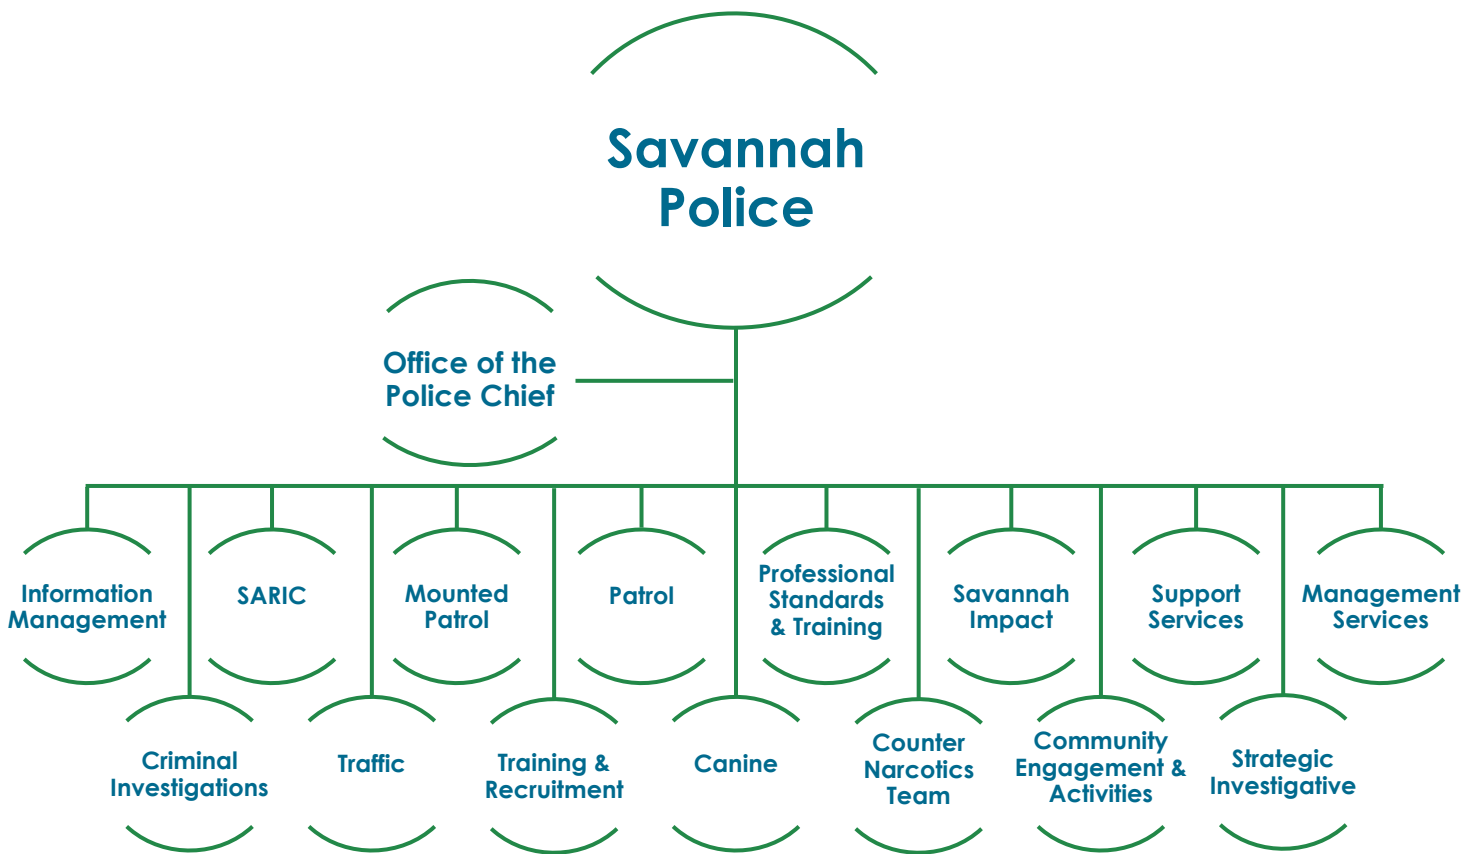 Savannah
Police
Office of the
Police Chief
Information
Management
SARIC
Mounted
Patrol
Patrol
Professional
Standards
& Training
Savannah
Impact
Support
Services
Management
Services
Criminal
Investigations
Traffic
Training &
Recruitment
Canine
Counter
Narcotics
Team
Community
Engagement &
Activities
Strategic
Investigative